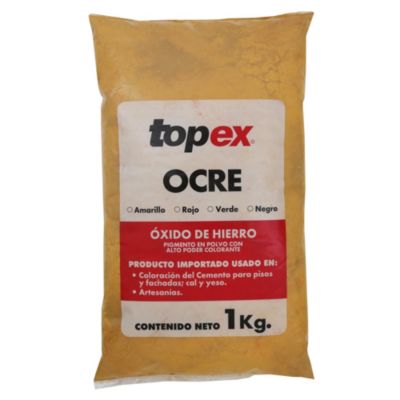 topex®
OCRE
Amarillo Rojo Verde Negro
ÓXIDO DE HIERRO
PIGMENTO EN POLVO CON
ALTO PODER COLORANTE
PRODUCTO IMPORTADO USADO EN:
• Coloración del Cemento para pisos
y fachadas; cal y yeso.
• Artesanías.
CONTENIDO NETO 1Kg.